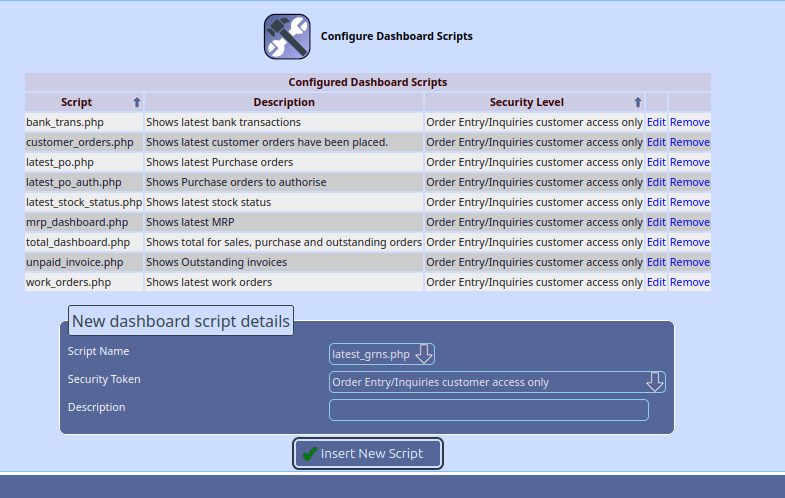 Configure Dashboard Scripts
Configured Dashboard Scripts
Script Description Security Level
bank_trans.php Shows latest bank transactions Order Entry/Inquiries customer access only Edit Remove
customer_orders.php Shows latest customer orders have been placed. Order Entry/Inquiries customer access only Edit Remove
latest_po.php Shows latest Purchase orders Order Entry/Inquiries customer access only Edit Remove
latest_po_auth.php Shows Purchase orders to authorise Order Entry/Inquiries customer access only Edit Remove
latest_stock_status.php Shows latest stock status Order Entry/Inquiries customer access only Edit Remove
mrp_dashboard.php Shows latest MRP Order Entry/Inquiries customer access only Edit Remove
total_dashboard.php Shows total for sales, purchase and outstanding orders Order Entry/Inquiries customer access only Edit Remove
unpaid_invoice.php Shows Outstanding invoices Order Entry/Inquiries customer access only Edit Remove
work_orders.php Shows latest work orders Order Entry/Inquiries customer access only Edit Remove
New dashboard script details
Script Name latest_grns.php
Security Token Order Entry/Inquiries customer access only
Description
Insert New Script